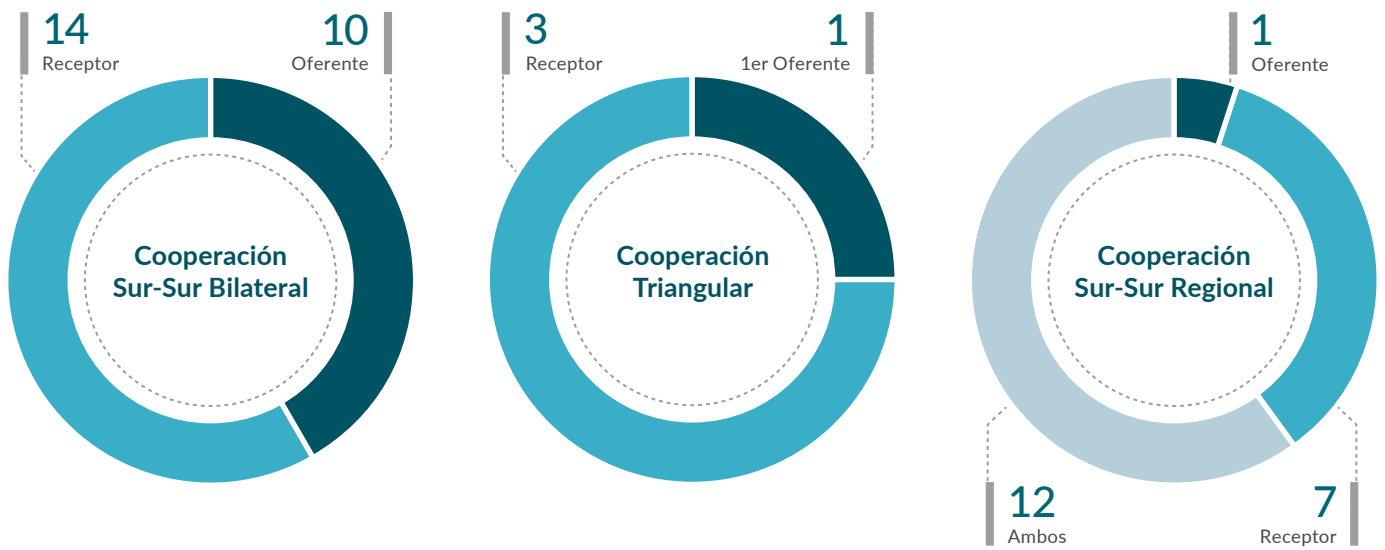 14
Receptor
10
Oferente
Cooperación
Sur-Sur Bilateral
3
Receptor
1
1er Oferente
Cooperación
Triangular
1
Oferente
Cooperación
Sur-Sur Regional
12
Ambos
7
Receptor